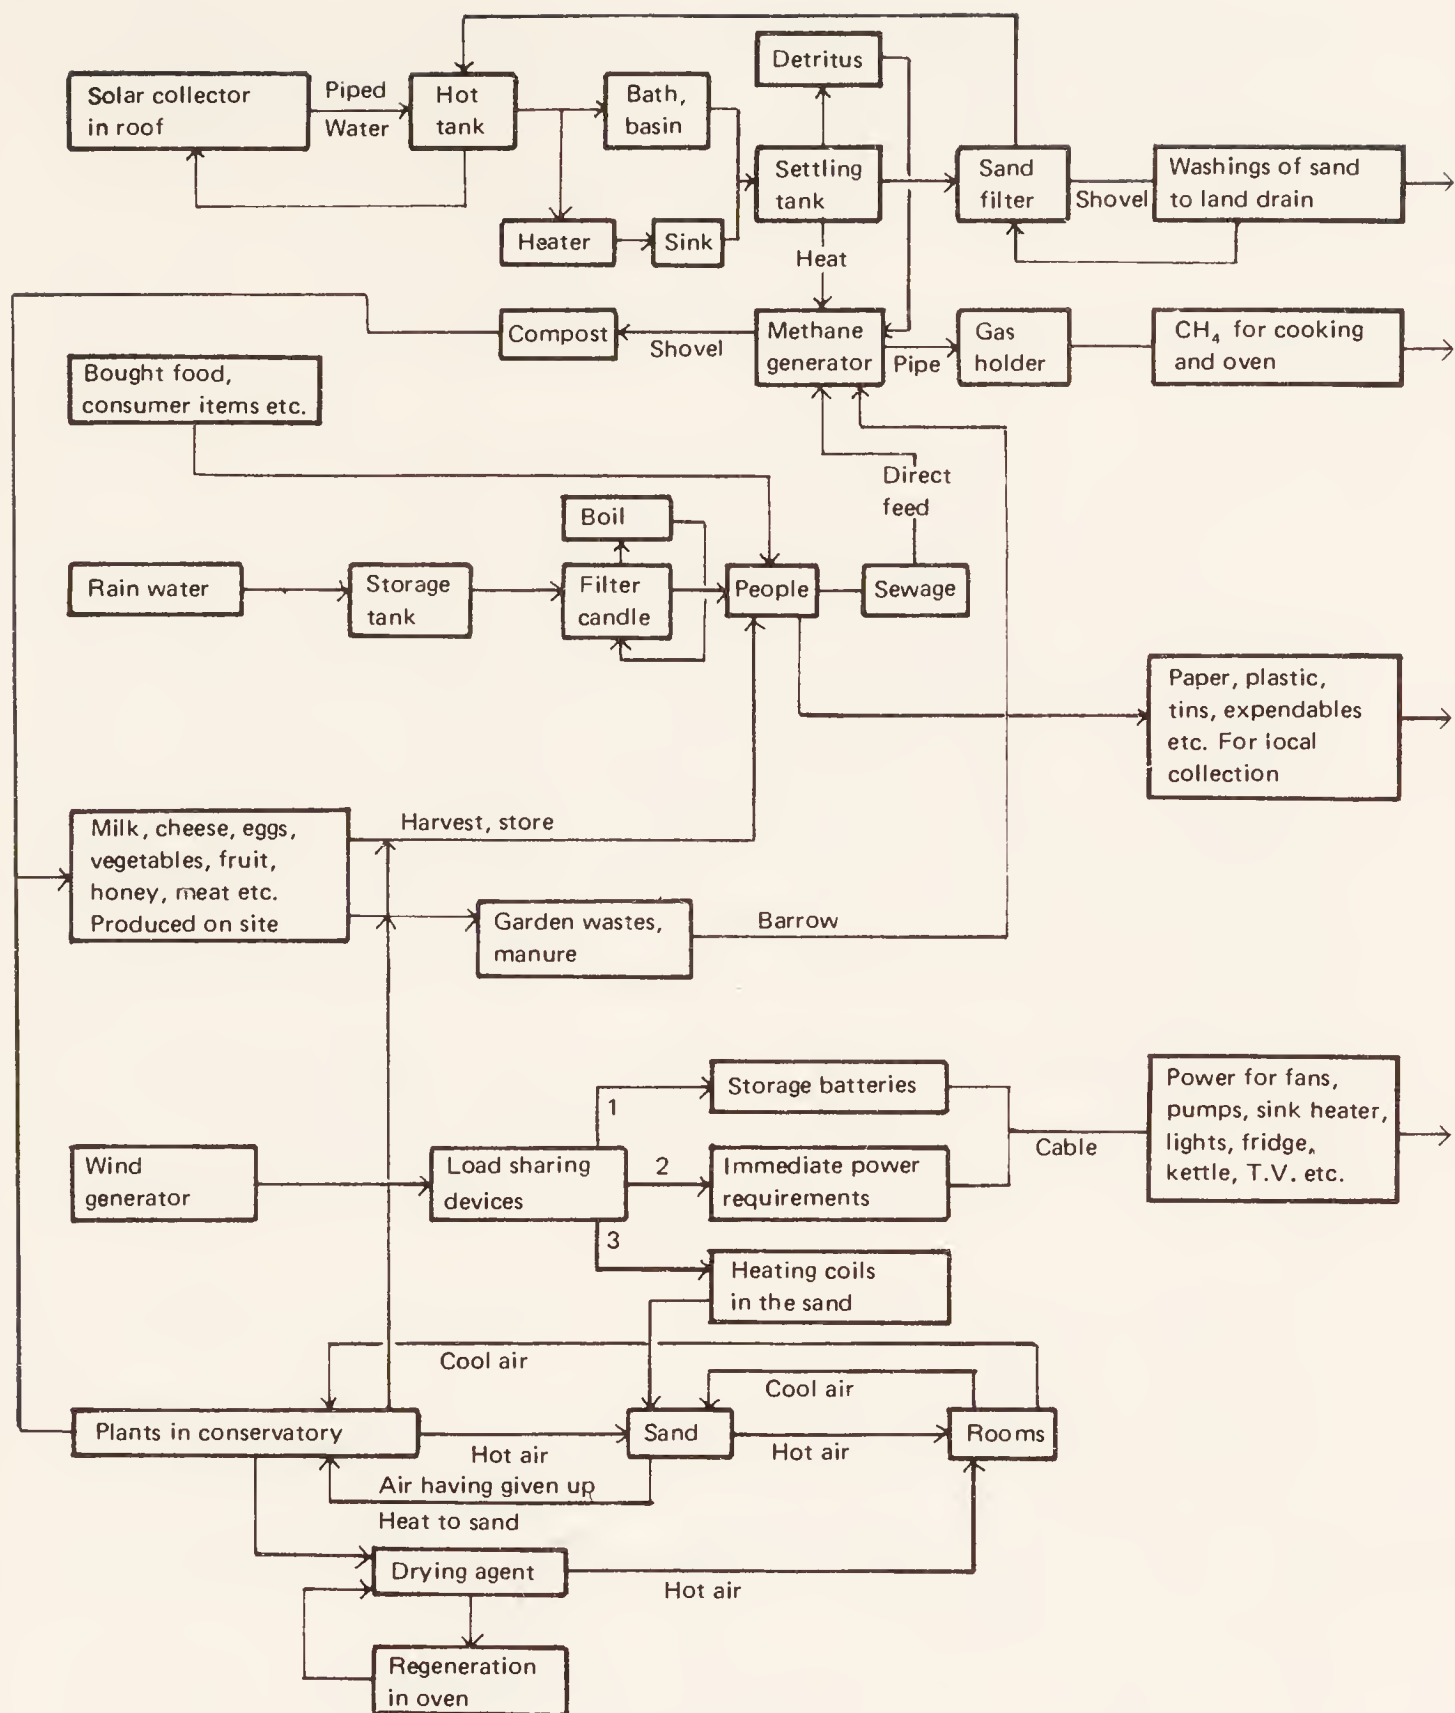 Detritus
Solar collector
in roof
Piped
Water
Hot
tank
Bath,
basin
Settling
tank
Sand
filter
Shovel
Washings of sand
to land drain
Heater
Sink
Heat
Compost
Shovel
Methane
generator
Pipe
Gas
holder
CH₄ for cooking
and oven
Bought food,
consumer items etc.
Direct
feed
Boil
Rain water
Storage
tank
Filter
candle
People
Sewage
Paper, plastic,
tins, expendables
etc. For local
collection
Milk, cheese, eggs,
vegetables, fruit,
honey, meat etc.
Produced on site
Harvest, store
Garden wastes,
manure
Barrow
Storage batteries
1
Power for fans,
pumps, sink heater,
lights, fridge,
kettle, T.V. etc.
Cable
Wind
generator
Load sharing
devices
2
Immediate power
requirements
3
Heating coils
in the sand
Cool air
Cool air
Plants in conservatory
Hot air
Sand
Hot air
Rooms
Air having given up
Heat to sand
Drying agent
Hot air
Regeneration
in oven